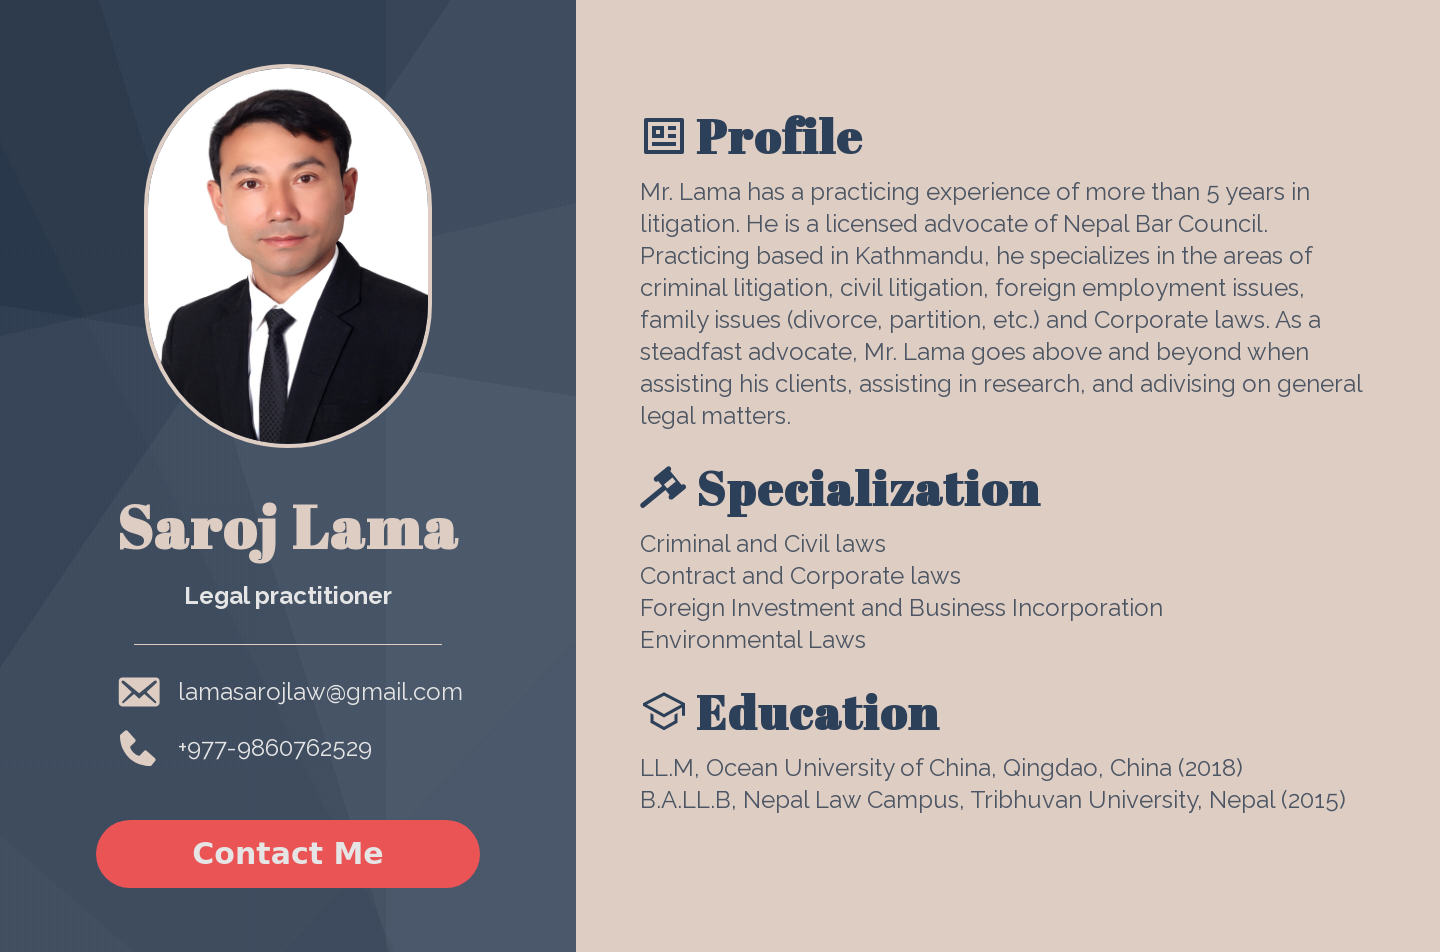 Saroj Lama
Legal practitioner
lamasarojlaw@gmail.com
+977-9860762529
Contact Me
Profile
Mr. Lama has a practicing experience of more than 5 years in
litigation. He is a licensed advocate of Nepal Bar Council.
Practicing based in Kathmandu, he specializes in the areas of
criminal litigation, civil litigation, foreign employment issues,
family issues (divorce, partition, etc.) and Corporate laws. As a
steadfast advocate, Mr. Lama goes above and beyond when
assisting his clients, assisting in research, and adivising on general
legal matters.
Specialization
Criminal and Civil laws
Contract and Corporate laws
Foreign Investment and Business Incorporation
Environmental Laws
Education
LL.M, Ocean University of China, Qingdao, China (2018)
B.A.LL.B, Nepal Law Campus, Tribhuvan University, Nepal (2015)